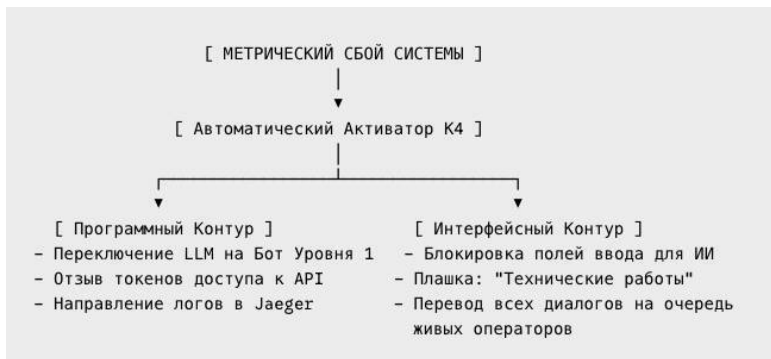 [ МЕТРИЧЕСКИЙ СБОЙ СИСТЕМЫ ]
[ Автоматический Активатор К4 ]
[ Программный Контур ]
– Переключение LLM на Бот Уровня 1
– Отзыв токенов доступа к API
– Направление логов в Jaeger
[ Интерфейсный Контур ]
– Блокировка полей ввода для ИИ
– Плашка: "Технические работы"
– Перевод всех диалогов на очередь
живых операторов